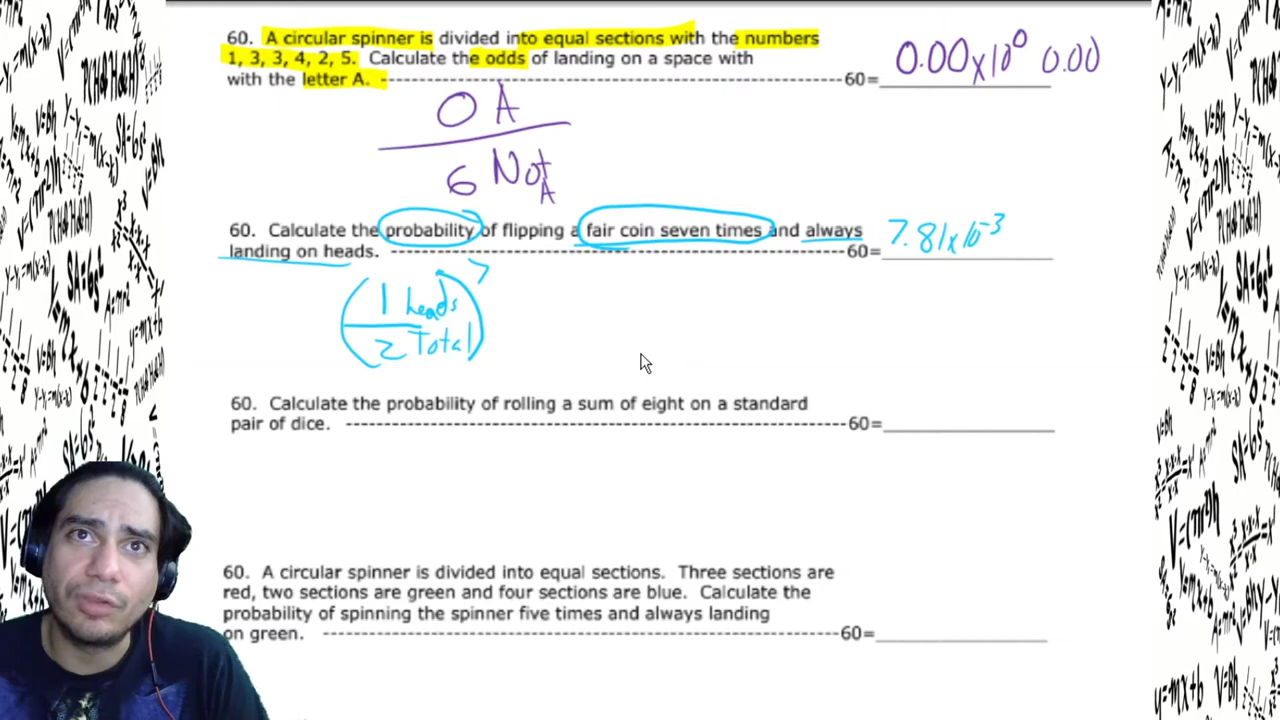 60. A circular spinner is divided into equal sections with the numbers
1, 3, 3, 4, 2, 5. Calculate the odds of landing on a space with
with the letter A. ------------------------------------------------------------60=
0.00x10⁰ 0.00
0 A
6 Not A
60. Calculate the probability of flipping a fair coin seven times and always
landing on heads. ------------------------------------------------------------60=
7.81x10⁻³
(1 heads
2 Total)⁷
60. Calculate the probability of rolling a sum of eight on a standard
pair of dice. ------------------------------------------------------------60=
60. A circular spinner is divided into equal sections. Three sections are
red, two sections are green and four sections are blue. Calculate the
probability of spinning the spinner five times and always landing
on green. ------------------------------------------------------------60=